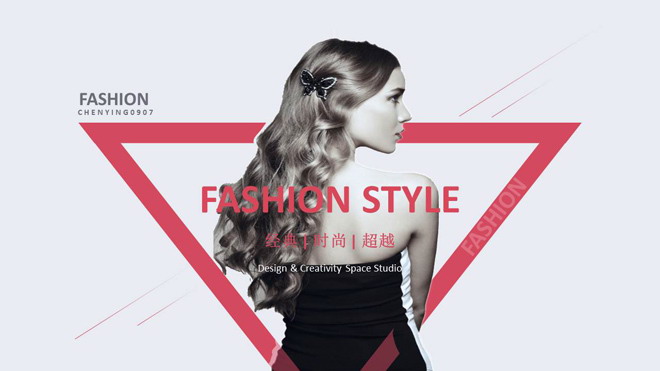 FASHION
CHENYING0907
FASHION STYLE
经典 | 时尚 | 超越
Design & Creativity Space Studio
FASHION